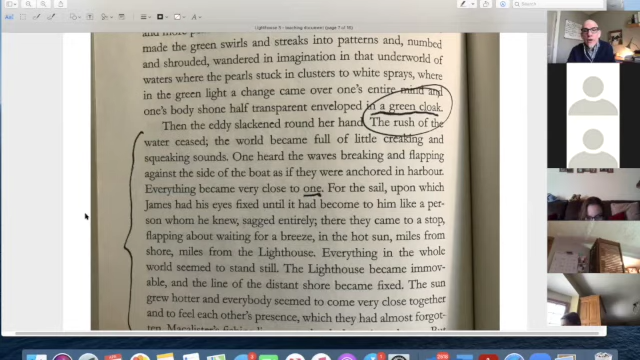 Lighthouse 5 - teaching document (page 7 of 76)
made the green swirls and streaks into patterns and, numbed
and shrouded, wandered in imagination in that underworld of
waters where the pearls stuck in clusters to white sprays, where
in the green light a change came over one's entire mind and
one's body shone half transparent enveloped in a green cloak.
Then the eddy slackened round her hand. The rush of the
water ceased; the world became full of little creaking and
squeaking sounds. One heard the waves breaking and flapping
against the side of the boat as if they were anchored in harbour.
Everything became very close to one. For the sail, upon which
James had his eyes fixed until it had become to him like a per-
son whom he knew, sagged entirely; there they came to a stop,
flapping about waiting for a breeze, in the hot sun, miles from
shore, miles from the Lighthouse. Everything in the whole
world seemed to stand still. The Lighthouse became immov-
able, and the line of the distant shore became fixed. The sun
grew hotter and everybody seemed to come very close together
and to feel each other's presence, which they had almost forgot-